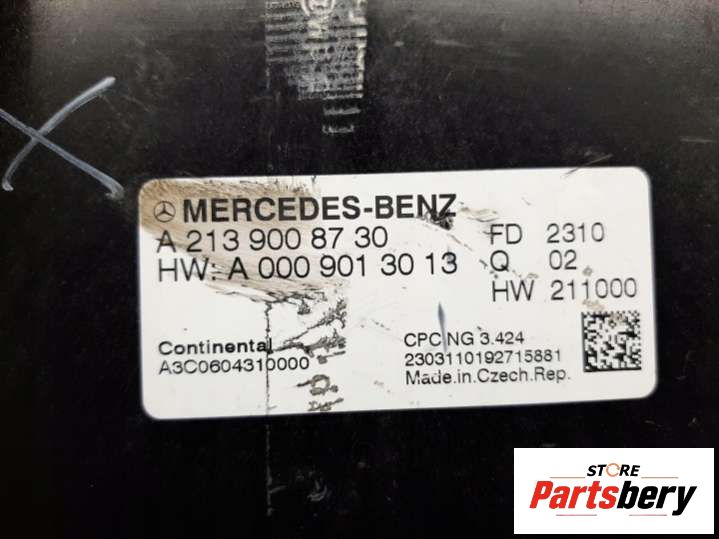 MERCEDES-BENZ
A 213 900 87 30
HW: A 000 901 30 13
FD 2310
Q 02
HW 211000
Continental
A3C0604310000
CPC NG 3.424
2303110192715881
Made.in.Czech.Rep.
STORE
Partsbery